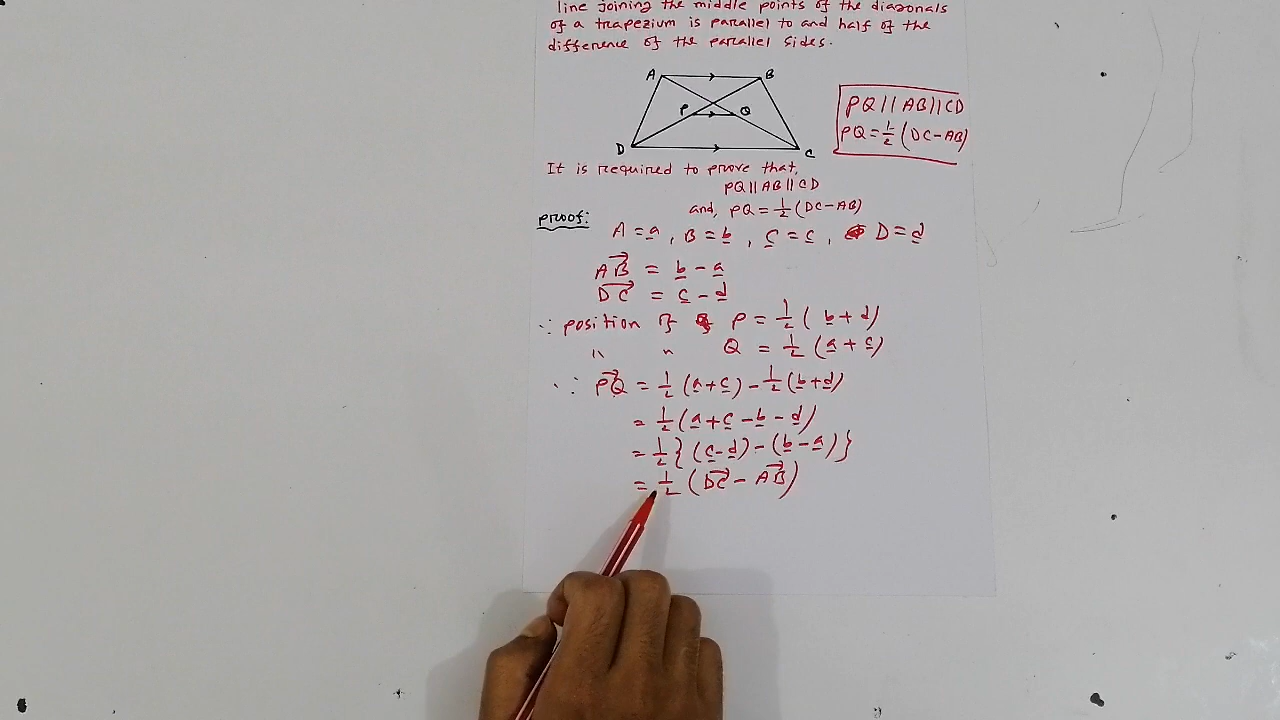 line joining the middle points of the diagonals
of a trapezium is parallel to and half of the
difference of the parallel sides.
A B
P Q
D C
PQ || AB || CD
PQ = 1/2 (DC - AB)
It is required to prove that,
PQ || AB || CD
and, PQ = 1/2 (DC - AB)
proof:
A = a, B = b, C = c, D = d
AB = b - a
DC = c - d
∵ position of P = 1/2 (b + d)
" " Q = 1/2 (a + c)
∵ PQ = 1/2 (a + c) - 1/2 (b + d)
= 1/2 (a + c - b - d)
= 1/2 { (c - d) - (b - a) }
= 1/2 (DC - AB)